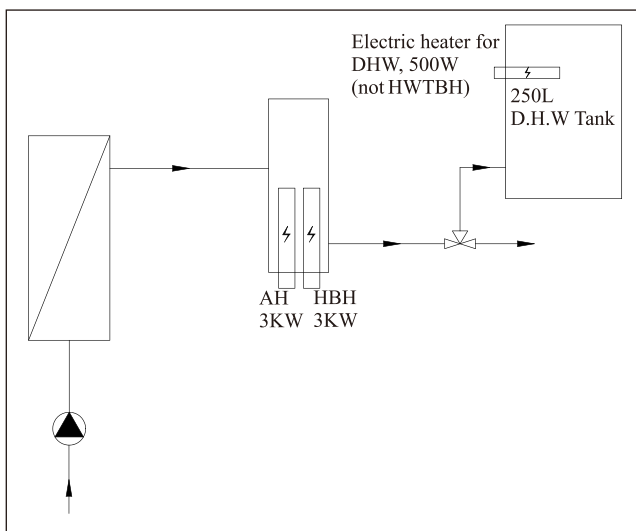 Electric heater for
DHW, 500W
(not HWTBH)
250L
D.H.W Tank
AH
3KW
HBH
3KW